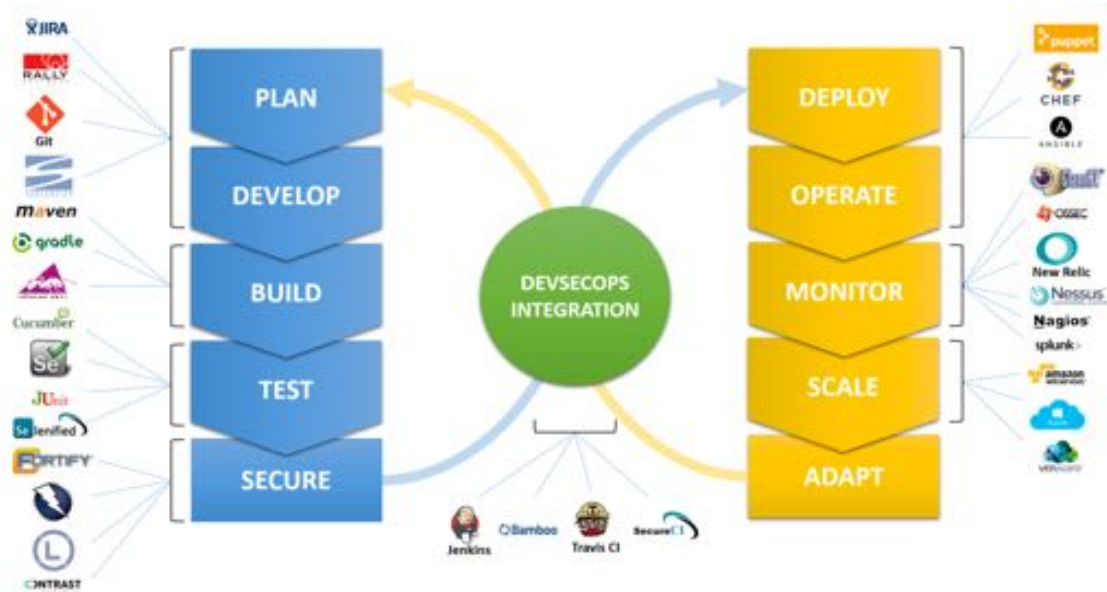 JIRA
RALLY
Git
maven
gradle
Cucumber
Se
JUnit
Se lenified
FORTIFY
L
CONTRAST
PLAN
DEVELOP
BUILD
TEST
SECURE
DEVSECOPS
INTEGRATION
Jenkins
Bamboo
Travis CI
SecureCI
DEPLOY
OPERATE
MONITOR
SCALE
ADAPT
puppet
CHEF
A
ANSIBLE
OSSEC
New Relic
Nessus
Nagios
splunk>
amazon
vmware